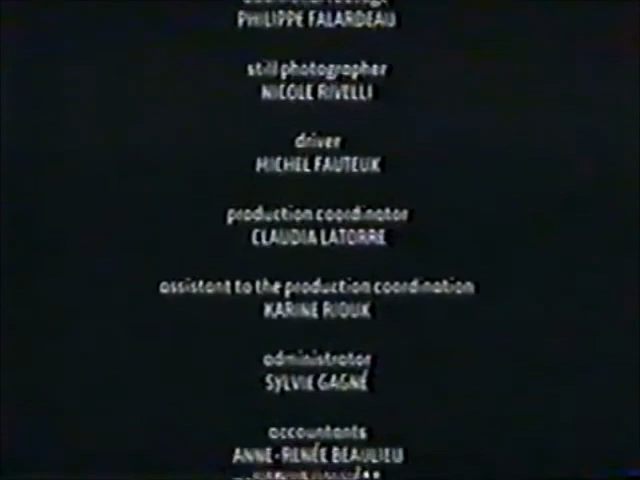 PHILIPPE FALARDEAU
still photographer
NICOLE RIVELLI
driver
MICHEL FAUTEUX
production coordinator
CLAUDIA LATORRE
assistant to the production coordination
KARINE RIOUX
administrator
SYLVIE GAGNÉ
accountants
ANNE-RENÉE BEAULIEU